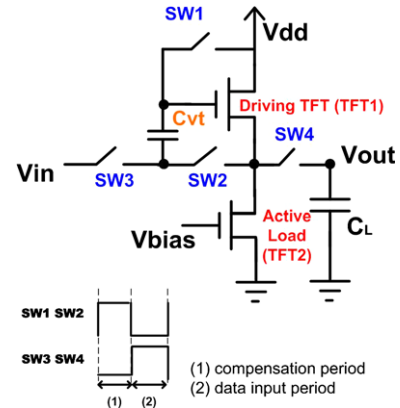 SW1
Vdd
Driving TFT (TFT1)
Cvt
SW4
Vin
SW3
SW2
Vout
Vbias
Active
Load
(TFT2)
CL
SW1 SW2
SW3 SW4
(1)
(2)
(1) compensation period
(2) data input period